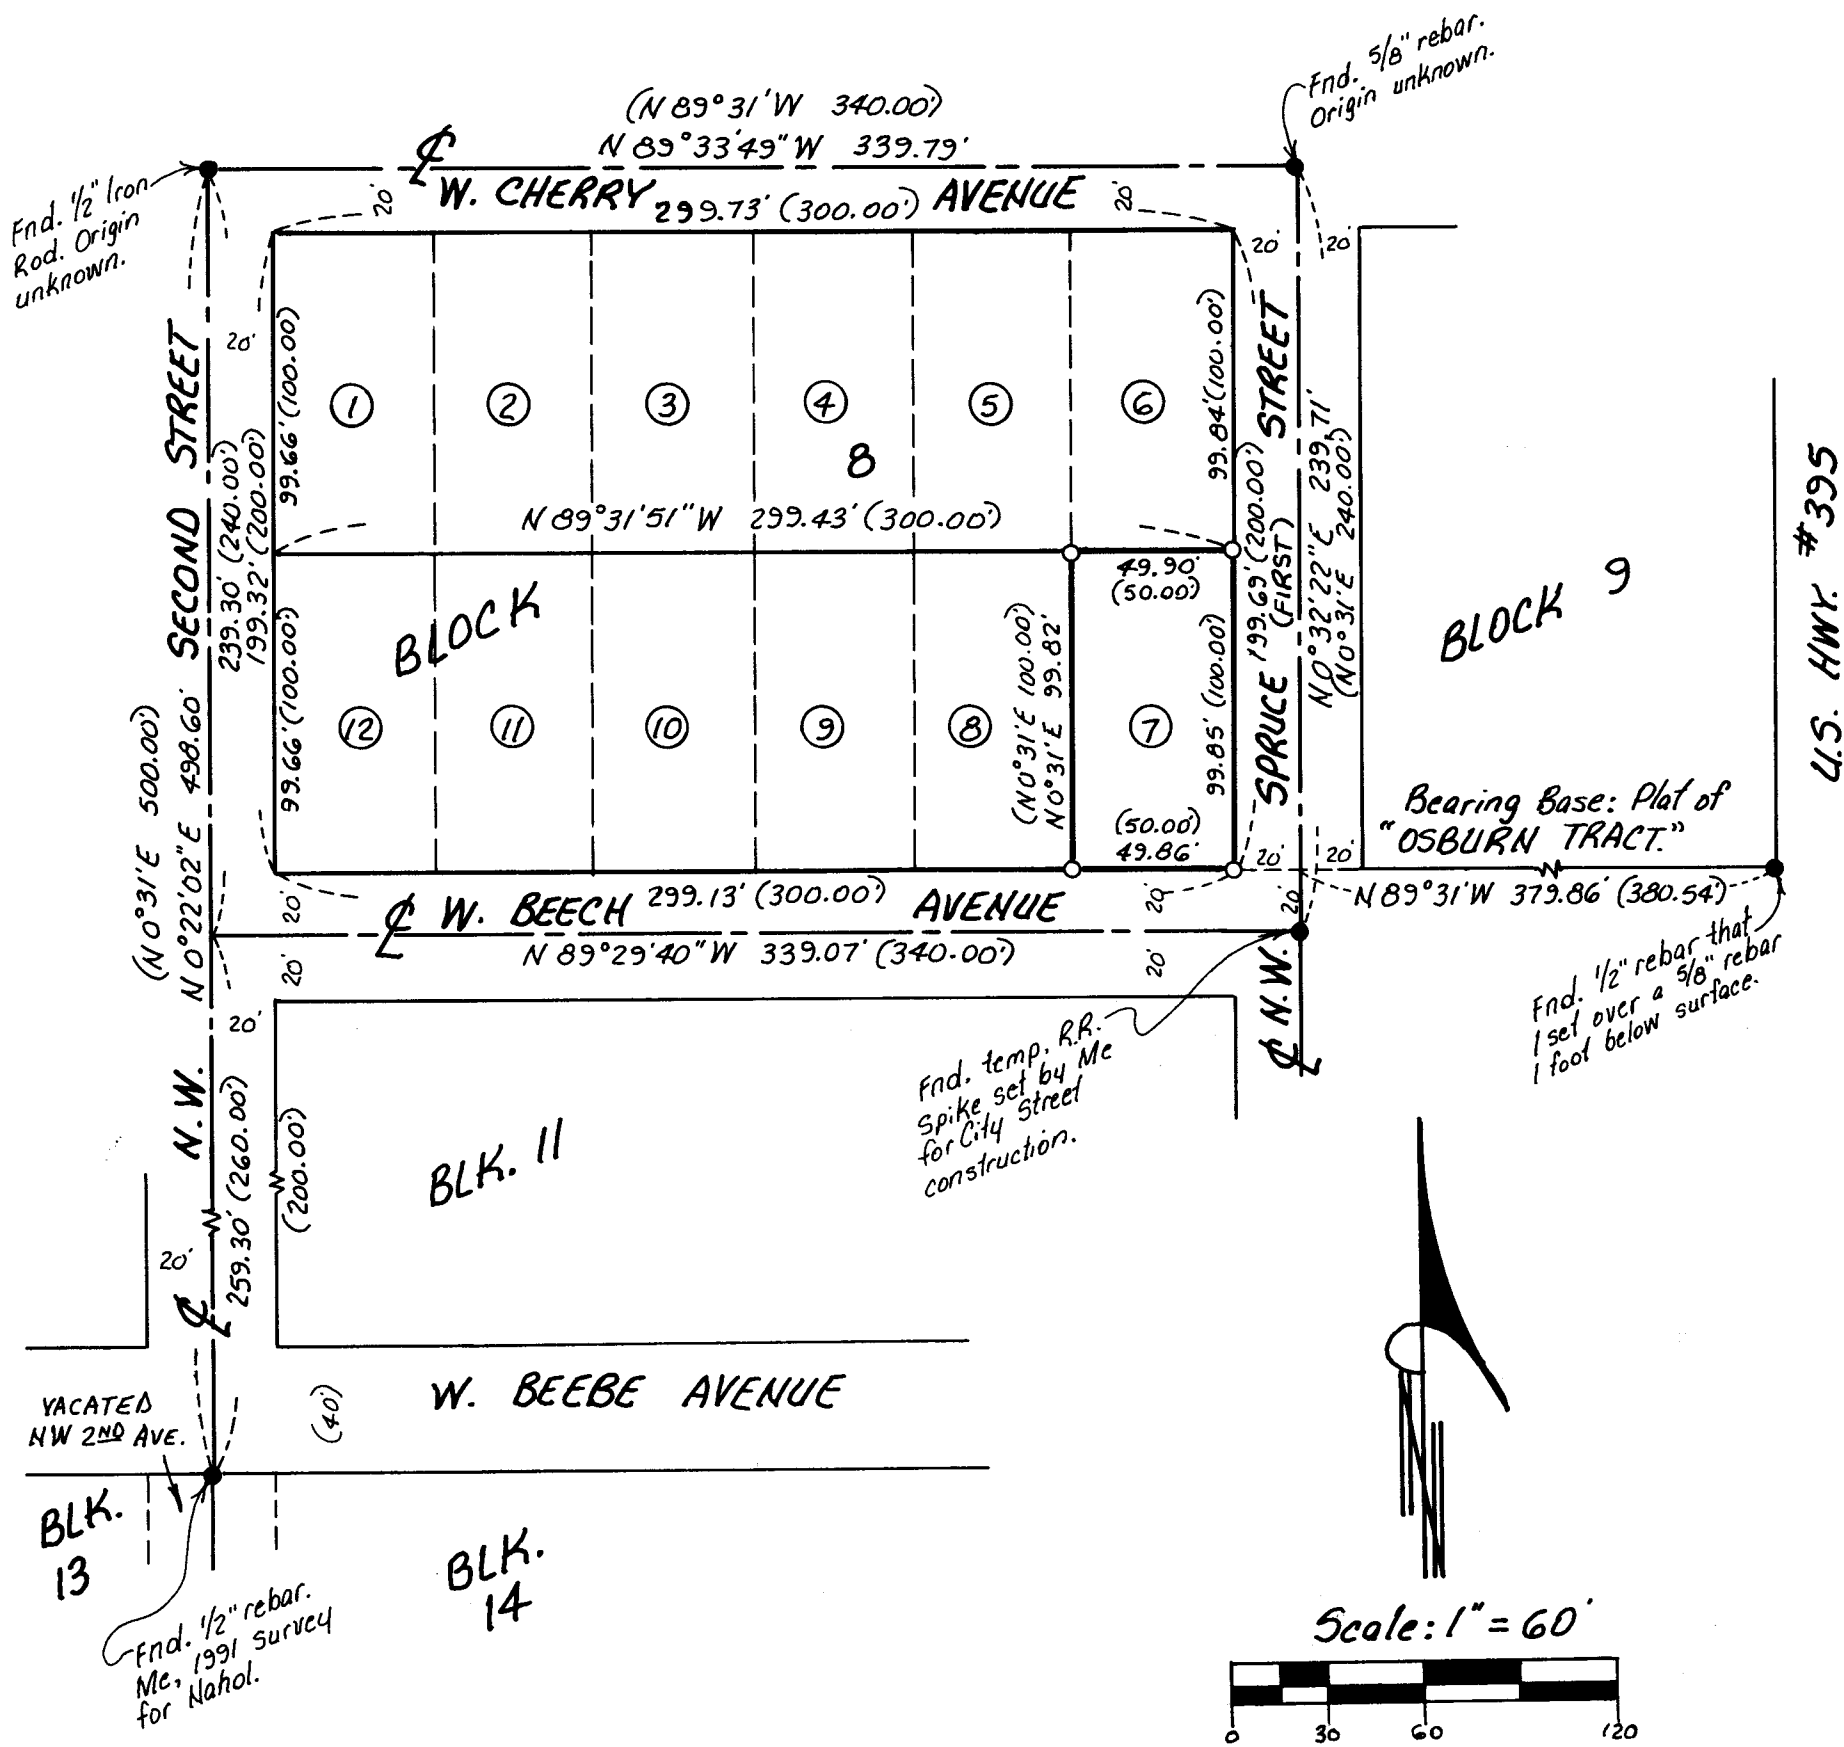 Fnd. 5/8" rebar.
Origin unknown.
(N 89°31'W 340.00')
N 89°33'49"W 339.79'
℄
W. CHERRY AVENUE
299.73' (300.00')
20'
20'
Fnd. 1/2" Iron
Rod. Origin
unknown.
20'
20'
20'
99.66' (100.00')
99.84' (100.00')
1
2
3
4
5
6
8
N 89°31'51"W 299.43' (300.00')
N.W. SECOND STREET
239.30' (240.00')
199.32' (200.00')
N.W. SPRUCE STREET
(FIRST)
199.69' (200.00')
N 0°32'22"E 239.71'
(N 0°31'E 240.00')
U.S. HWY. #395
BLOCK 9
BLOCK
49.90'
(50.00')
99.66' (100.00')
(N 0°31'E 100.00')
N 0°31'E 99.82'
99.85' (100.00)
12
11
10
9
8
7
(50.00')
49.86'
(N 0°31'E 500.00')
N 0°22'02"E 498.60'
Bearing Base: Plat of
"OSBURN TRACT."
20'
20'
N 89°31'W 379.86' (380.54')
20'
20
20'
W. BEECH AVENUE
299.13' (300.00')
℄
N 89°29'40"W 339.07' (340.00')
20'
20'
Fnd. 1/2" rebar that
I set over a 5/8" rebar
1 foot below surface.
℄
20'
Fnd. temp. R.R.
Spike set by Me
for City Street
construction.
259.30' (260.00')
(200.00')
BLK. 11
20'
℄
W. BEEBE AVENUE
(40')
VACATED
NW 2ND AVE.
BLK.
13
BLK.
14
Fnd. 1/2" rebar.
Me, 1991 survey
for Nahol.
N
Scale: 1" = 60'
0 30 60 120